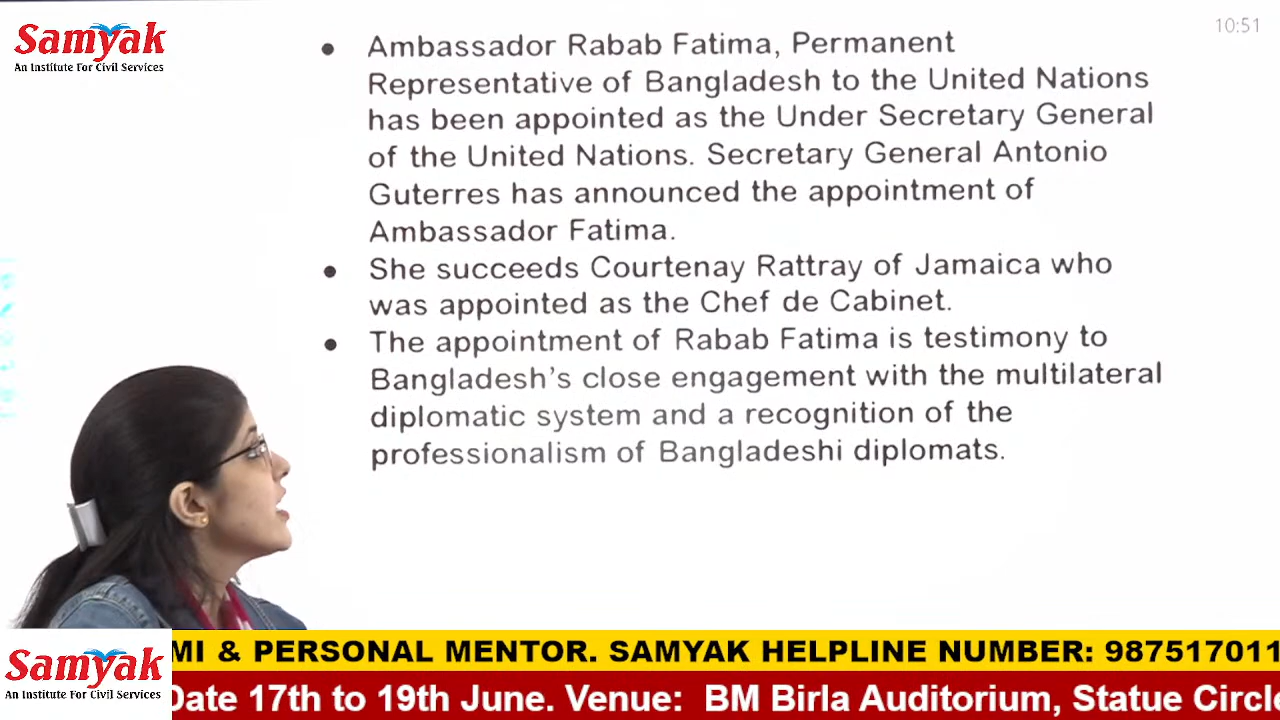 Samyak
An Institute For Civil Services
10:51
● Ambassador Rabab Fatima, Permanent
Representative of Bangladesh to the United Nations
has been appointed as the Under Secretary General
of the United Nations. Secretary General Antonio
Guterres has announced the appointment of
Ambassador Fatima.
● She succeeds Courtenay Rattray of Jamaica who
was appointed as the Chef de Cabinet.
● The appointment of Rabab Fatima is testimony to
Bangladesh's close engagement with the multilateral
diplomatic system and a recognition of the
professionalism of Bangladeshi diplomats.
Samyak
An Institute For Civil Services
MI & PERSONAL MENTOR. SAMYAK HELPLINE NUMBER: 987517011
Date 17th to 19th June. Venue: BM Birla Auditorium, Statue Circle